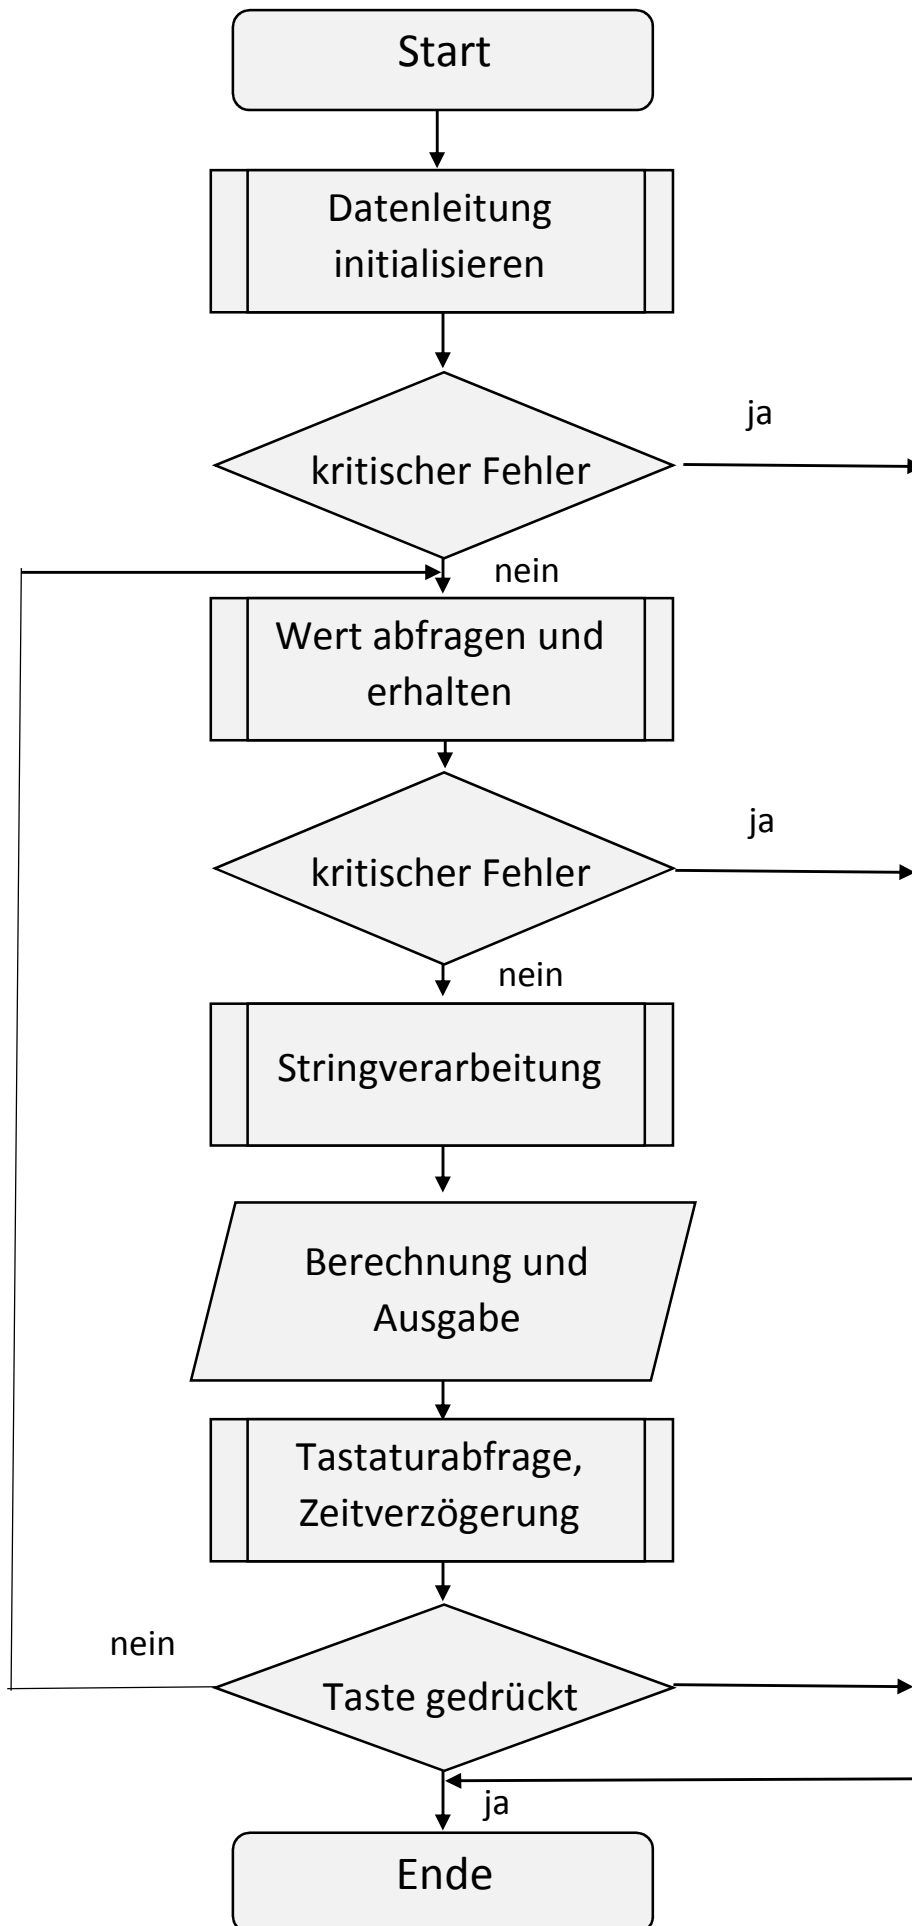 Start
Datenleitung
initialisieren
ja
kritischer Fehler
nein
Wert abfragen und
erhalten
ja
kritischer Fehler
nein
Stringverarbeitung
Berechnung und
Ausgabe
Tastaturabfrage,
Zeitverzögerung
nein
Taste gedrückt
ja
Ende